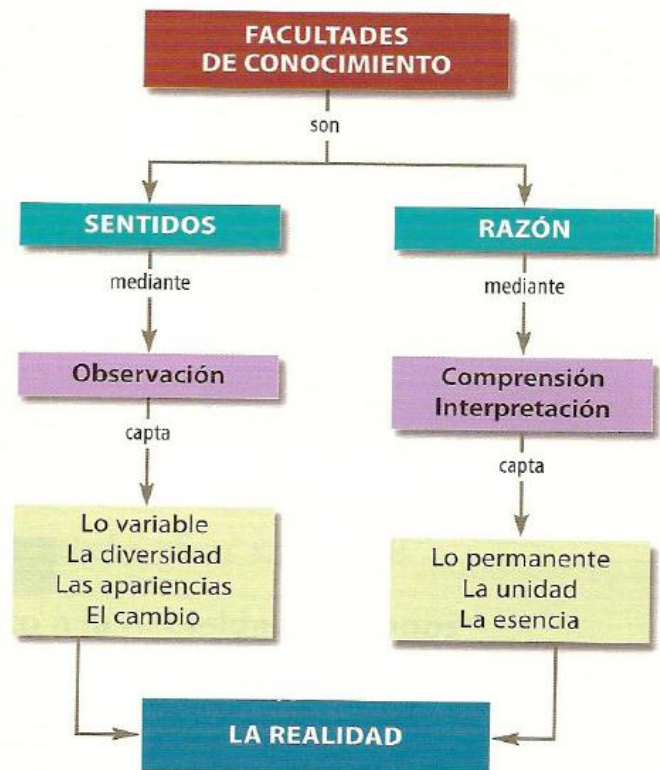 FACULTADES
DE CONOCIMIENTO
son
SENTIDOS
RAZÓN
mediante
mediante
Observación
Comprensión
Interpretación
capta
capta
Lo variable
La diversidad
Las apariencias
El cambio
Lo permanente
La unidad
La esencia
LA REALIDAD